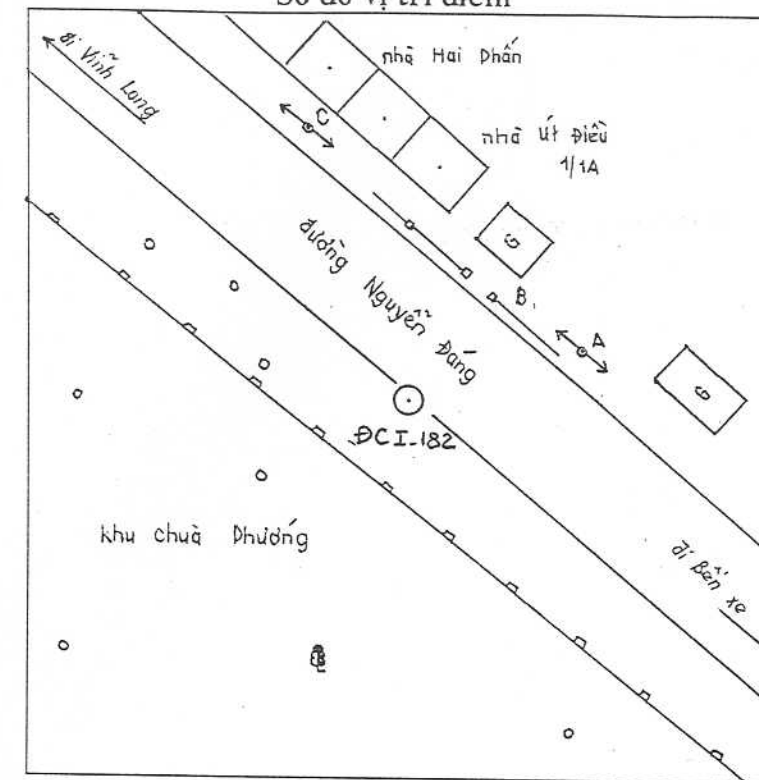 Sơ đồ vị trí điểm
đi Vĩnh Long
nhà Hai Phấn
C
nhà Út Điều
1/1A
G
đường Nguyễn Đáng
B
A
G
ĐCI-182
khu chùa Phướng
đi Bến xe